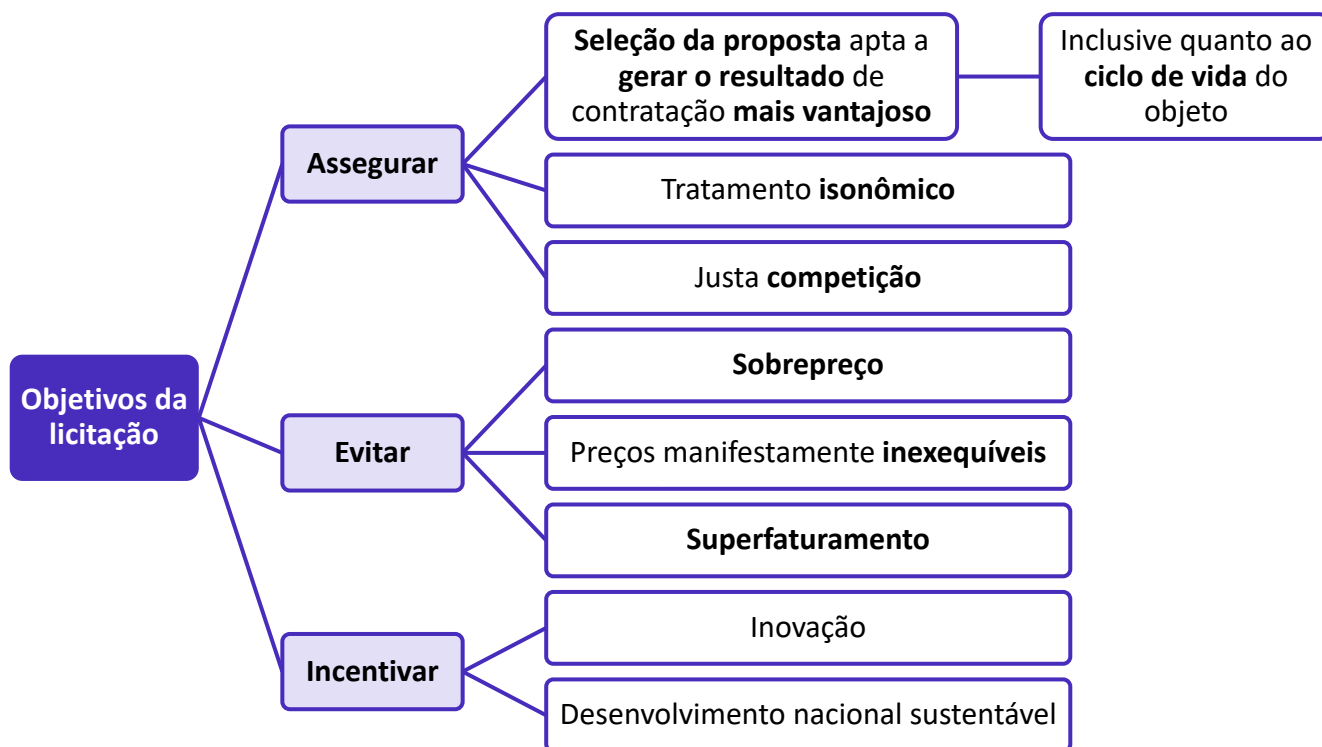 Objetivos da
licitação
Assegurar
Seleção da proposta apta a
gerar o resultado de
contratação mais vantajoso
Inclusive quanto ao
ciclo de vida do
objeto
Tratamento isonômico
Justa competição
Evitar
Sobrepreço
Preços manifestamente inexequíveis
Superfaturamento
Incentivar
Inovação
Desenvolvimento nacional sustentável